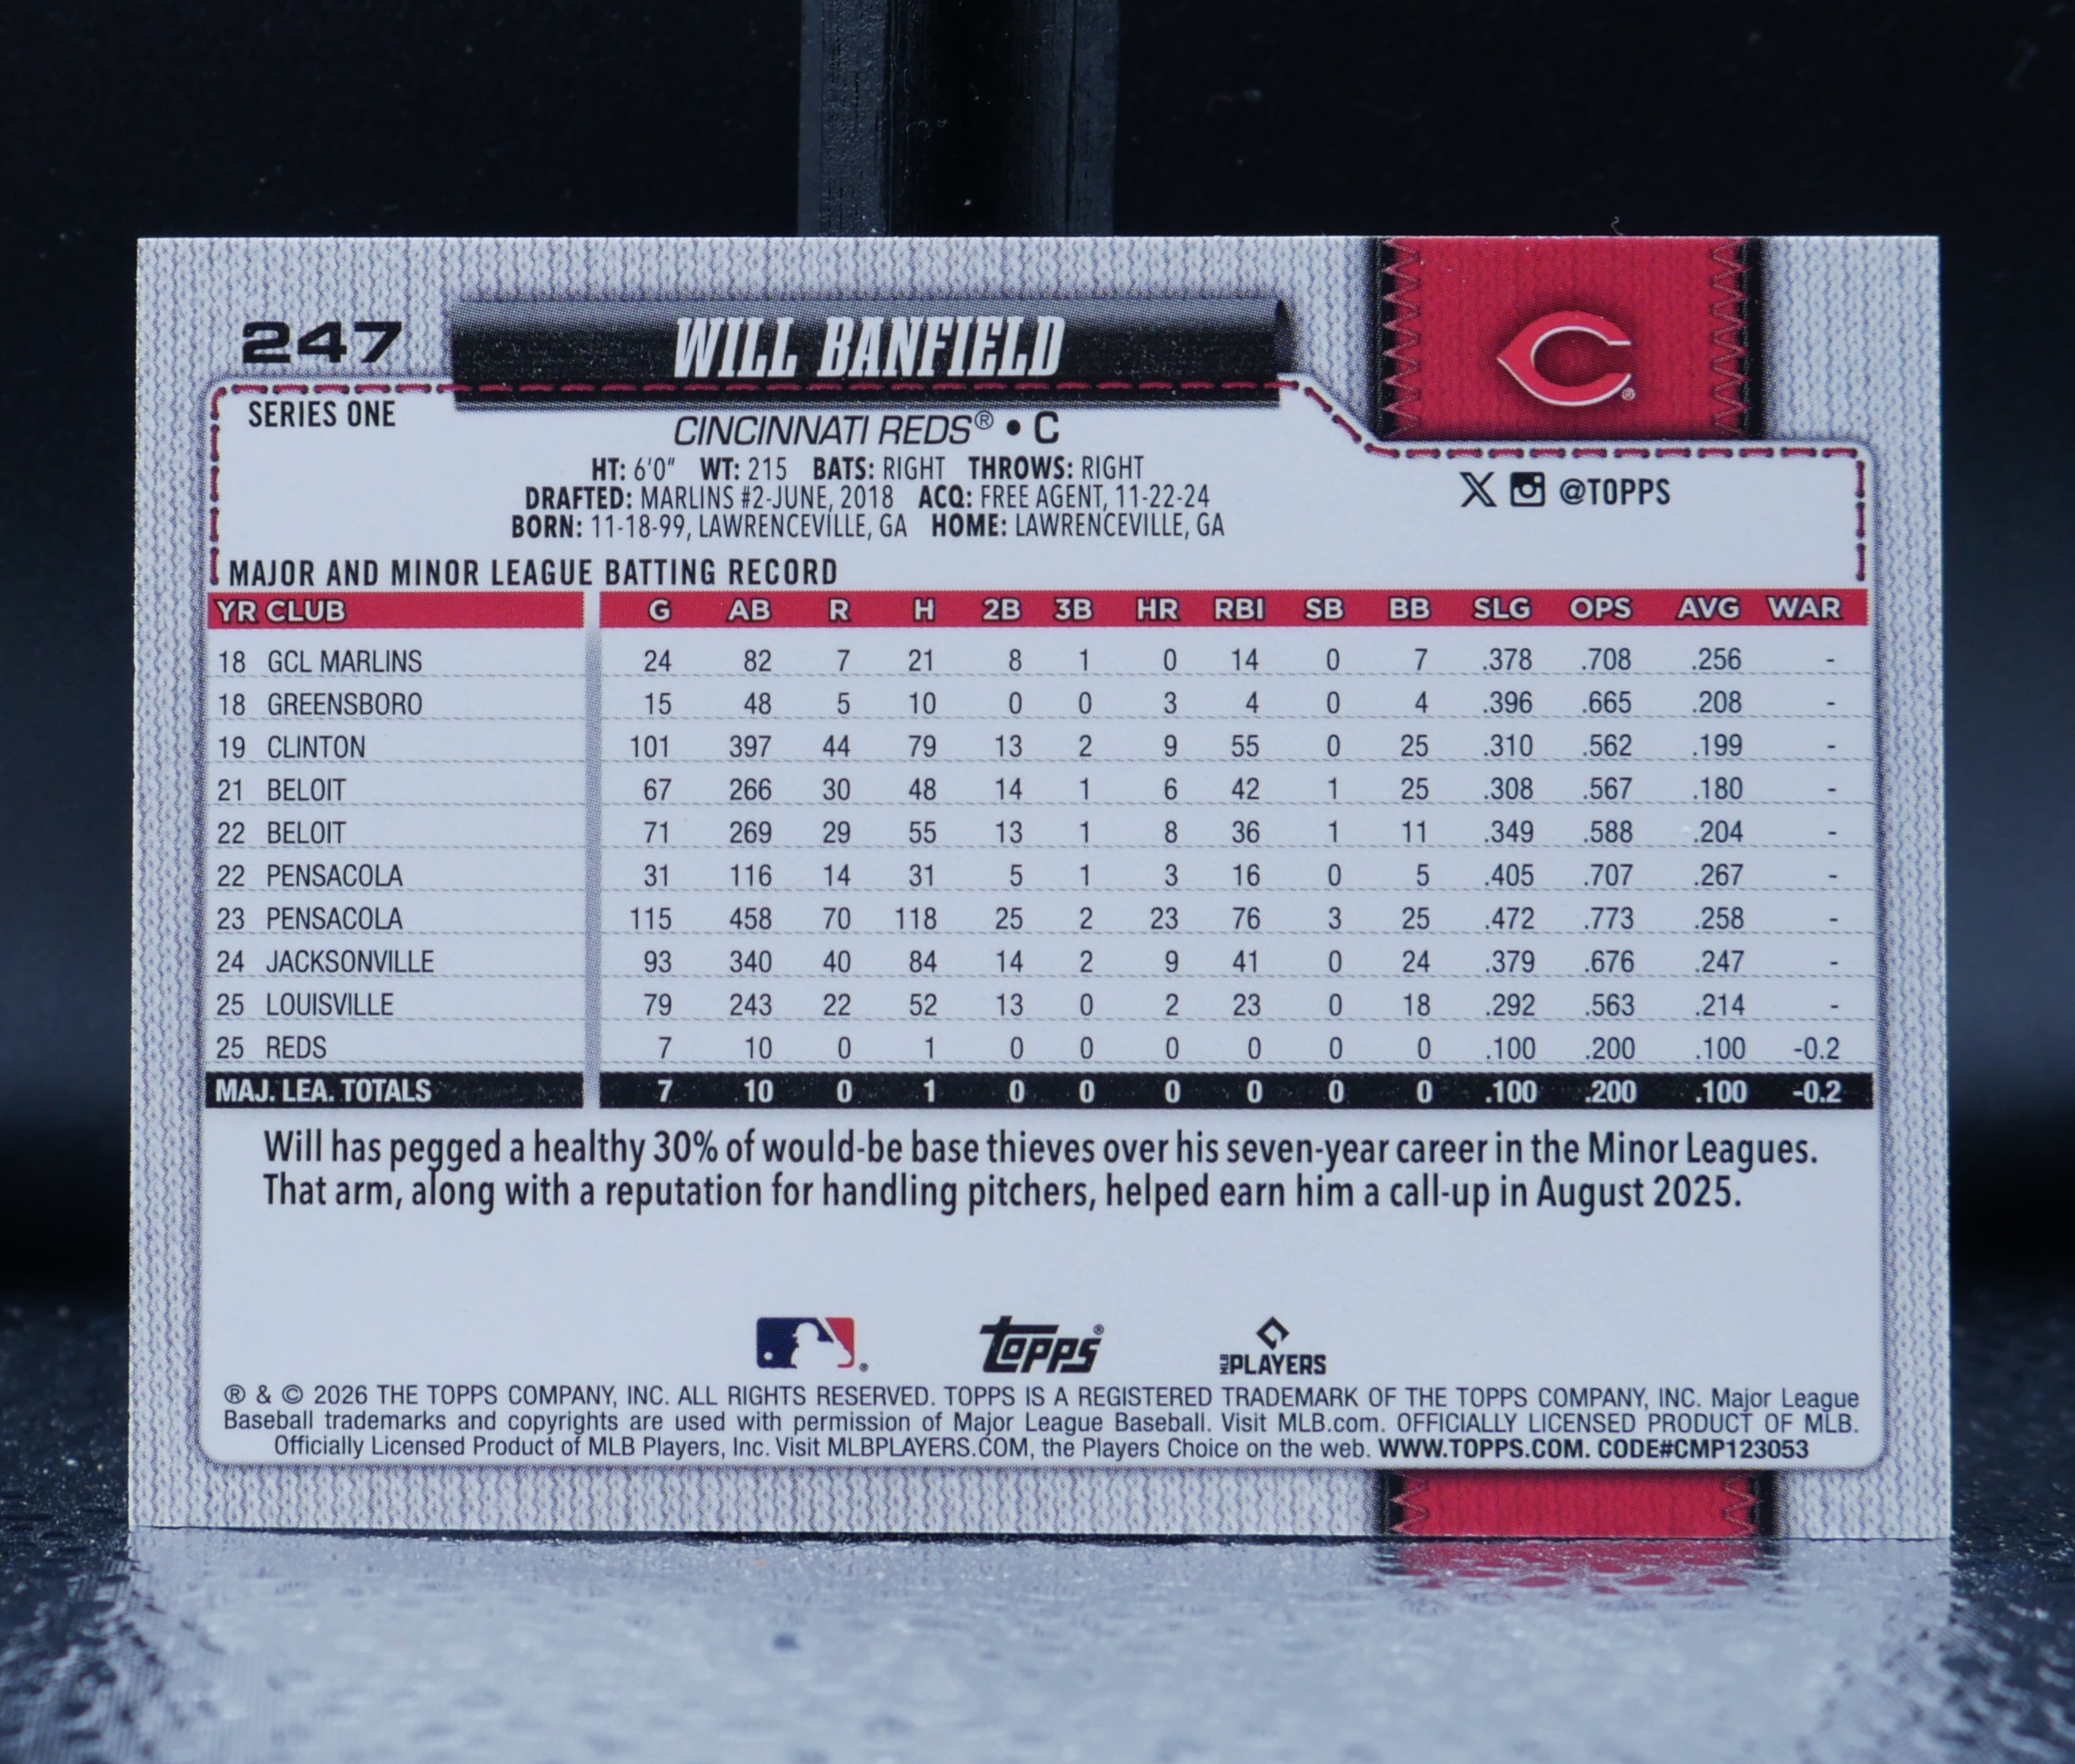 247 WILL BANFIELD
SERIES ONE
CINCINNATI REDS® • C
HT: 6'0" WT: 215 BATS: RIGHT THROWS: RIGHT
DRAFTED: MARLINS #2-JUNE, 2018 ACQ: FREE AGENT, 11-22-24
BORN: 11-18-99, LAWRENCEVILLE, GA HOME: LAWRENCEVILLE, GA
C®
X @TOPPS
MAJOR AND MINOR LEAGUE BATTING RECORD
YR CLUB G AB R H 2B 3B HR RBI SB BB SLG OPS AVG WAR
18 GCL MARLINS 24 82 7 21 8 1 0 14 0 7 .378 .708 .256 -
18 GREENSBORO 15 48 5 10 0 0 3 4 0 4 .396 .665 .208 -
19 CLINTON 101 397 44 79 13 2 9 55 0 25 .310 .562 .199 -
21 BELOIT 67 266 30 48 14 1 6 42 1 25 .308 .567 .180 -
22 BELOIT 71 269 29 55 13 1 8 36 1 11 .349 .588 .204 -
22 PENSACOLA 31 116 14 31 5 1 3 16 0 5 .405 .707 .267 -
23 PENSACOLA 115 458 70 118 25 2 23 76 3 25 .472 .773 .258 -
24 JACKSONVILLE 93 340 40 84 14 2 9 41 0 24 .379 .676 .247 -
25 LOUISVILLE 79 243 22 52 13 0 2 23 0 18 .292 .563 .214 -
25 REDS 7 10 0 1 0 0 0 0 0 0 .100 .200 .100 -0.2
MAJ. LEA. TOTALS 7 10 0 1 0 0 0 0 0 0 .100 .200 .100 -0.2
Will has pegged a healthy 30% of would-be base thieves over his seven-year career in the Minor Leagues.
That arm, along with a reputation for handling pitchers, helped earn him a call-up in August 2025.
® topps® MLB PLAYERS
® & © 2026 THE TOPPS COMPANY, INC. ALL RIGHTS RESERVED. TOPPS IS A REGISTERED TRADEMARK OF THE TOPPS COMPANY, INC. Major League
Baseball trademarks and copyrights are used with permission of Major League Baseball. Visit MLB.com. OFFICIALLY LICENSED PRODUCT OF MLB.
Officially Licensed Product of MLB Players, Inc. Visit MLBPLAYERS.COM, the Players Choice on the web. WWW.TOPPS.COM. CODE#CMP123053